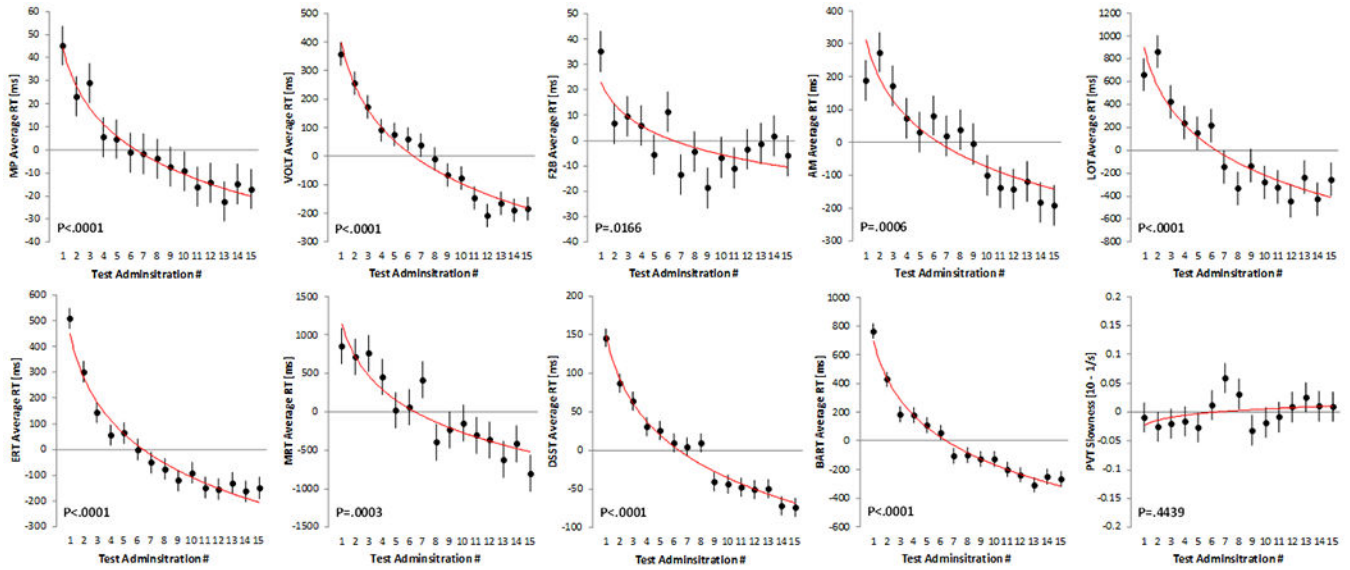 MP Average RT [ms]
60
50
40
30
20
10
0
-10
-20
-30
-40
P<.0001
1 2 3 4 5 6 7 8 9 10 11 12 13 14 15
Test Adminsitration #
VOLT Average RT [ms]
500
400
300
200
100
0
-100
-200
-300
P<.0001
1 2 3 4 5 6 7 8 9 10 11 12 13 14 15
Test Adminsitration #
F2B Average RT [ms]
50
40
30
20
10
0
-10
-20
-30
40
P=.0166
1 2 3 4 5 6 7 8 9 10 11 12 13 14 15
Test Adminsitration #
AM Average RT [ms]
400
300
200
100
0
-100
-200
-300
P=.0006
1 2 3 4 5 6 7 8 9 10 11 12 13 14 15
Test Adminsitration #
LOT Average RT [ms]
1200
1000
800
600
400
200
0
-200
-400
-600
-800
P<.0001
1 2 3 4 5 6 7 8 9 10 11 12 13 14 15
Test Adminsitration #
ERT Average RT [ms]
600
500
400
300
200
100
0
-100
-200
-300
P<.0001
1 2 3 4 5 6 7 8 9 10 11 12 13 14 15
Test Adminsitration #
MRT Average RT [ms]
1500
1000
500
0
-500
-1000
-1500
P=.0003
1 2 3 4 5 6 7 8 9 10 11 12 13 14 15
Test Adminsitration #
DSST Average RT [ms]
200
150
100
50
0
-50
-100
P<.0001
1 2 3 4 5 6 7 8 9 10 11 12 13 14 15
Test Adminsitration #
BART Average RT [ms]
1000
800
600
400
200
0
-200
-400
-600
P<.0001
1 2 3 4 5 6 7 8 9 10 11 12 13 14 15
Test Adminsitration #
PVT Slowness [10 - 1/s]
0.2
0.15
0.1
0.05
0
-0.05
-0.1
-0.15
-0.2
P=.4439
1 2 3 4 5 6 7 8 9 10 11 12 13 14 15
Test Adminsitration #